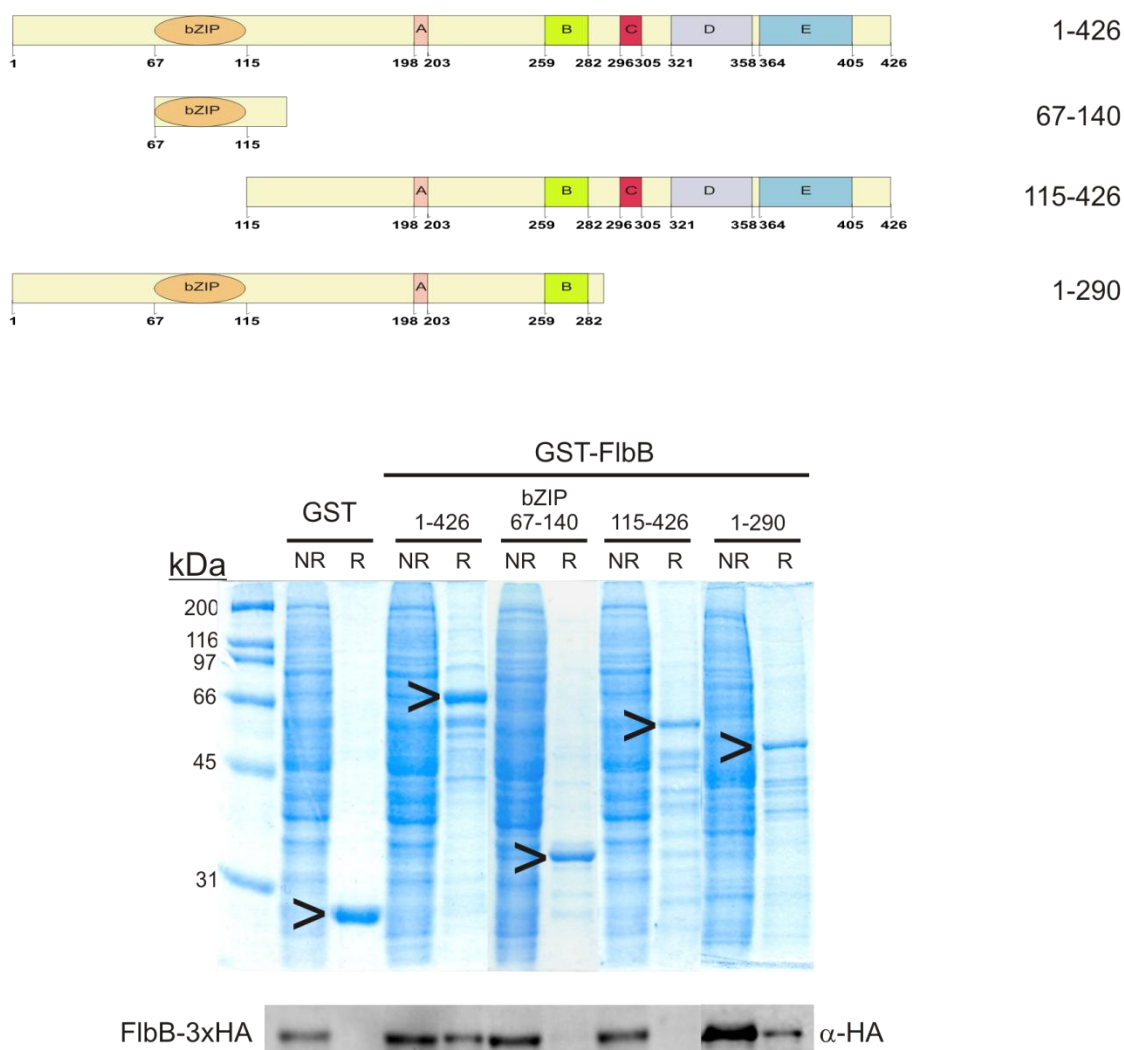 bZIP A B C D E 1-426
1 67 115 198 203 259 282 296 305 321 358 364 405 426
bZIP 67-140
67 115
A B C D E 115-426
115 198 203 259 282 296 305 321 358 364 405 426
bZIP A B 1-290
1 67 115 198 203 259 282
GST-FlbB
GST 1-426 bZIP 67-140 115-426 1-290
kDa NR R NR R NR R NR R NR R
200
116
97
66 >
>
>
45
>
31
>
FlbB-3xHA α-HA